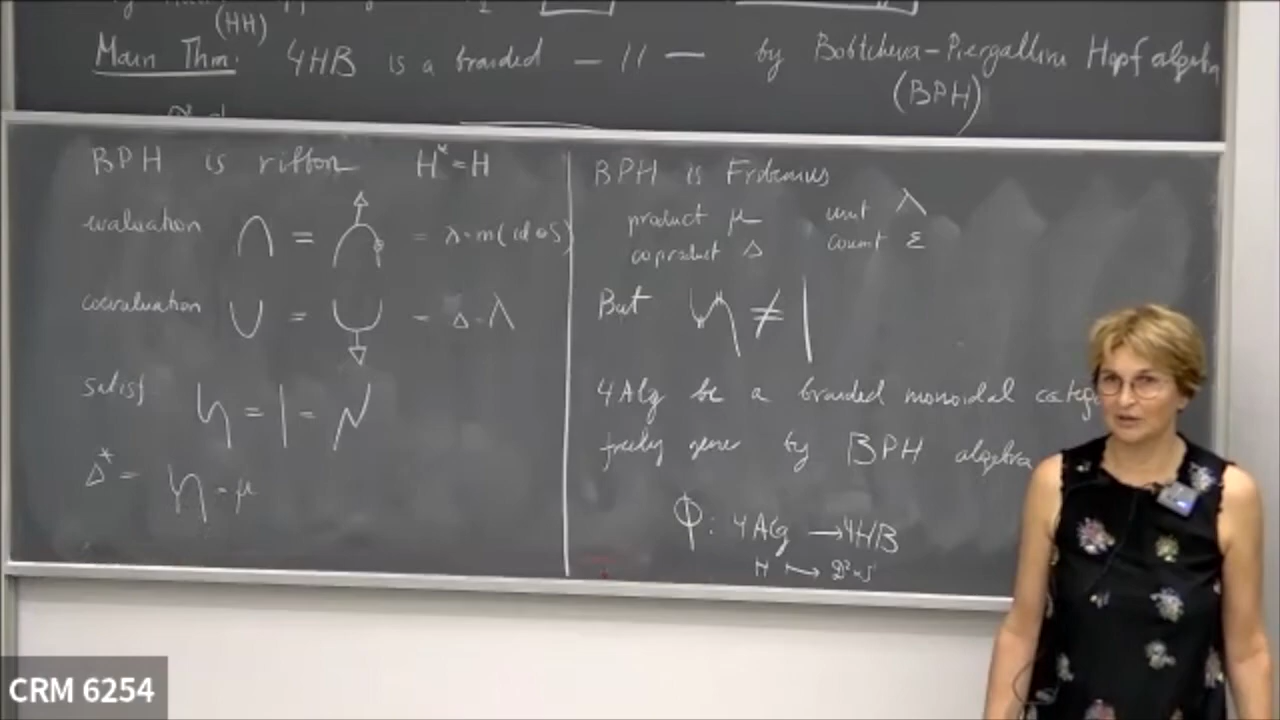 (HH)
Main Thm: 4HB is a braided — // — by Bobtcheva-Piergallini Hopf algebra
(BPH)
BPH is ribbon H* = H
evaluation ∩ = = λ∘m(id⊗S)
coevaluation ∪ = = Δ∘Λ
satisf = | =
Δ* = = μ
BPH is Frobenius
product μ unit λ
coproduct Δ counit ε
But ≠ |
4Alg be a braided monoidal catego
freely gener by BPH algebra
Φ: 4Alg → 4HB
H ↦ D²×S¹
CRM 6254